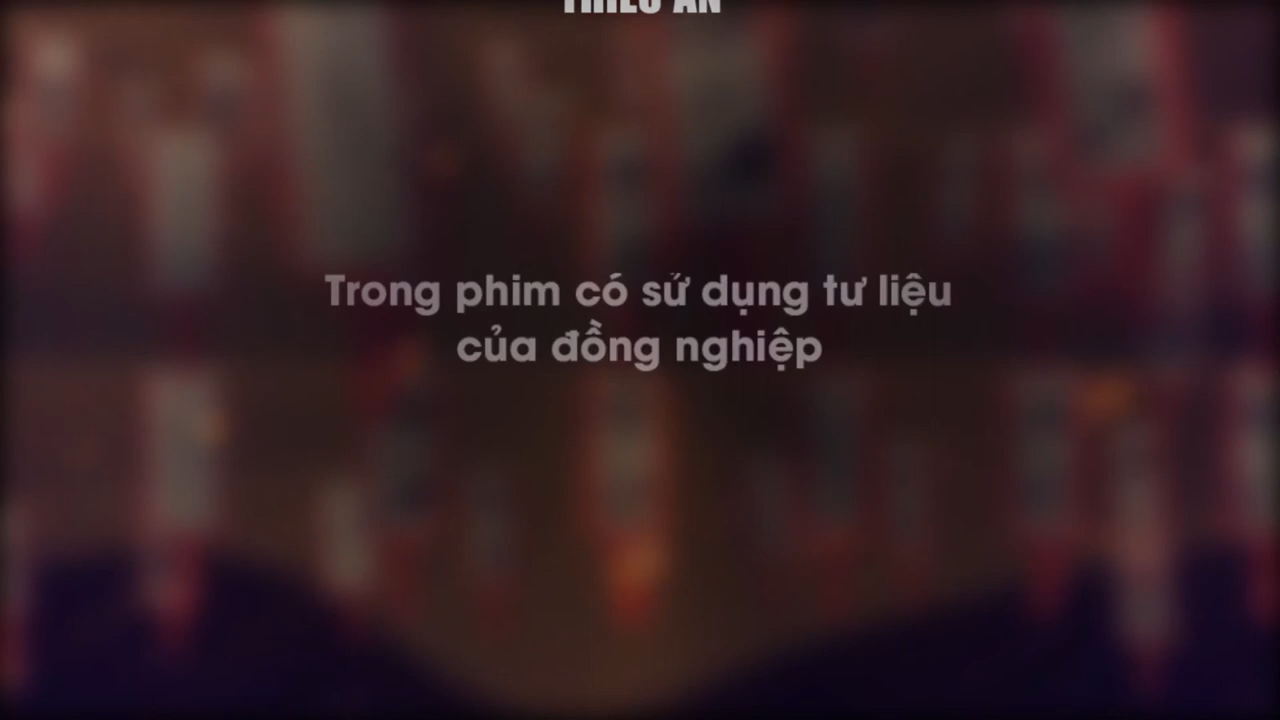 Trong phim có sử dụng tư liệu
của đồng nghiệp